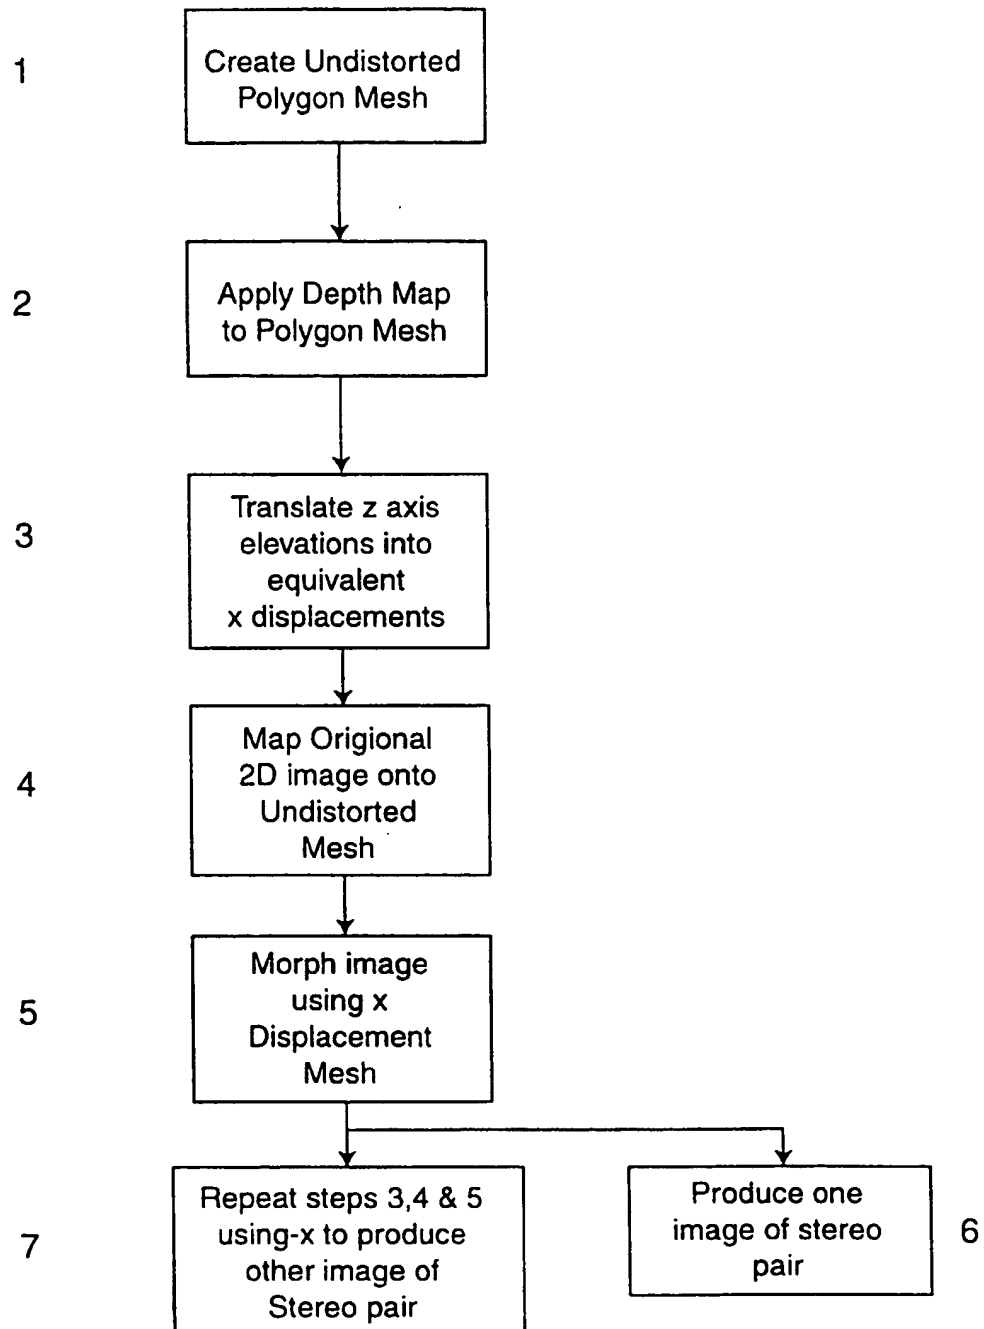 1
Create Undistorted
Polygon Mesh
2
Apply Depth Map
to Polygon Mesh
3
Translate z axis
elevations into
equivalent
x displacements
4
Map Origional
2D image onto
Undistorted
Mesh
5
Morph image
using x
Displacement
Mesh
7
Repeat steps 3,4 & 5
using-x to produce
other image of
Stereo pair
Produce one
image of stereo
pair
6